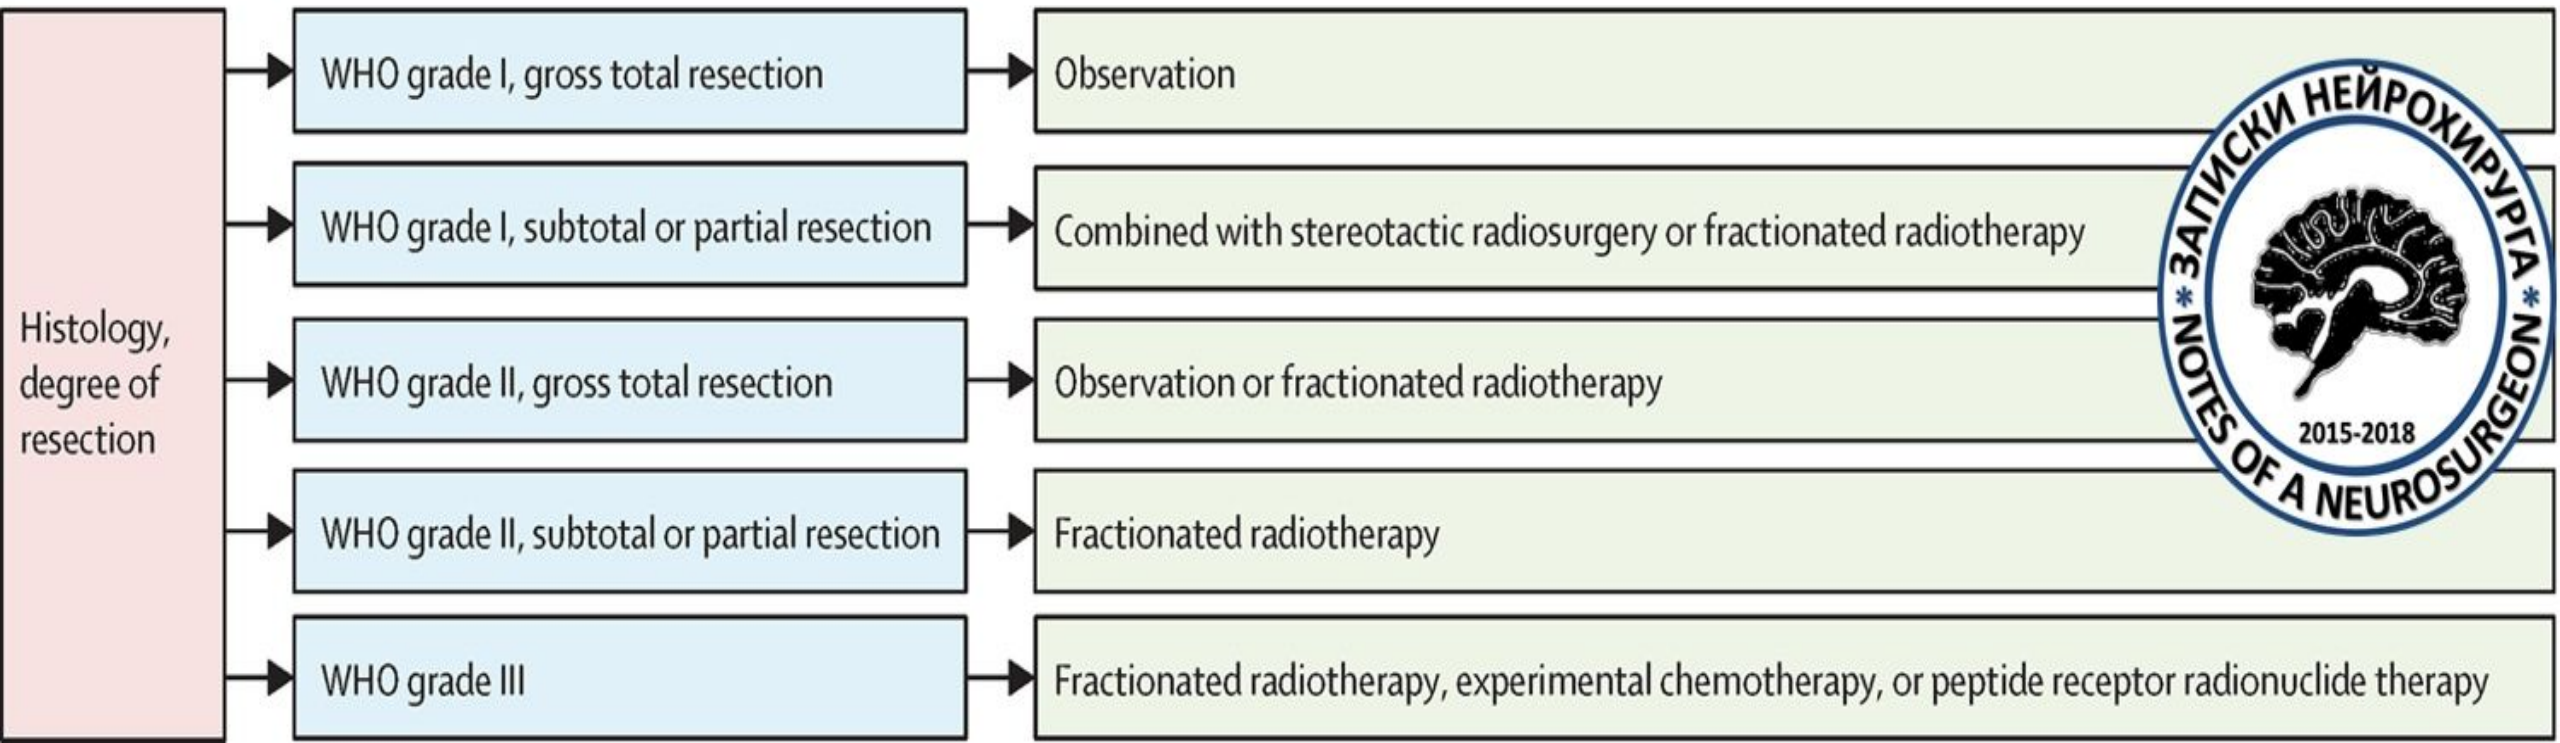 Histology,
degree of
resection
WHO grade I, gross total resection
Observation
WHO grade I, subtotal or partial resection
Combined with stereotactic radiosurgery or fractionated radiotherapy
WHO grade II, gross total resection
Observation or fractionated radiotherapy
WHO grade II, subtotal or partial resection
Fractionated radiotherapy
WHO grade III
Fractionated radiotherapy, experimental chemotherapy, or peptide receptor radionuclide therapy
* ЗАПИСКИ НЕЙРОХИРУРГА *
2015-2018
NOTES OF A NEUROSURGEON